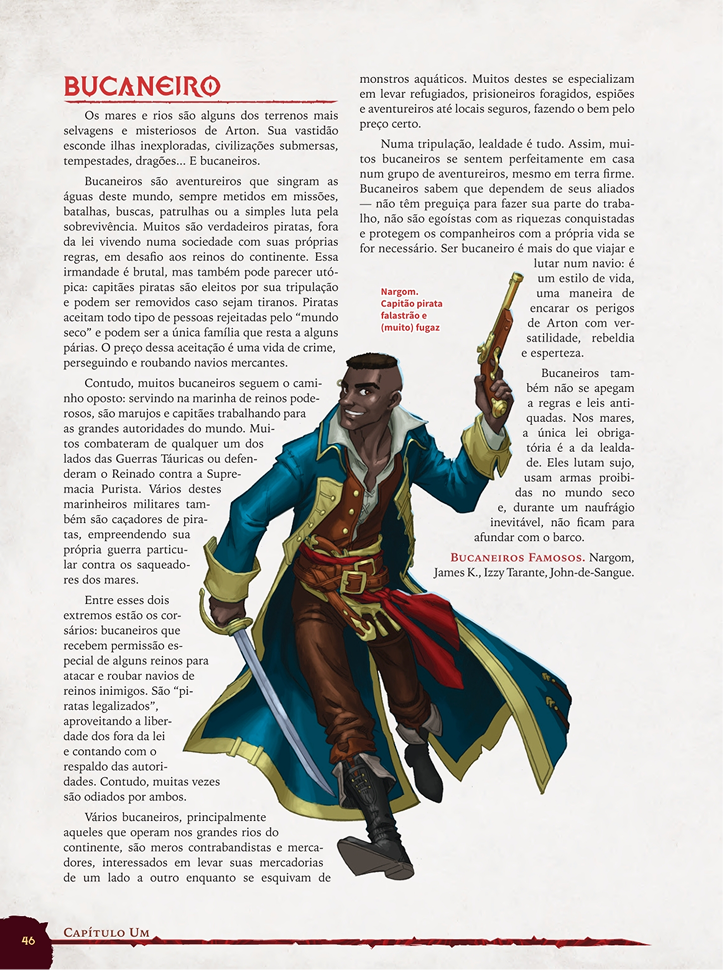 BUCANEIRO
Os mares e rios são alguns dos terrenos mais
selvagens e misteriosos de Arton. Sua vastidão
esconde ilhas inexploradas, civilizações submersas,
tempestades, dragões... E bucaneiros.
Bucaneiros são aventureiros que singram as
águas deste mundo, sempre metidos em missões,
batalhas, buscas, patrulhas ou a simples luta pela
sobrevivência. Muitos são verdadeiros piratas, fora
da lei vivendo numa sociedade com suas próprias
regras, em desafio aos reinos do continente. Essa
irmandade é brutal, mas também pode parecer utó-
pica: capitães piratas são eleitos por sua tripulação
e podem ser removidos caso sejam tiranos. Piratas
aceitam todo tipo de pessoas rejeitadas pelo “mundo
seco” e podem ser a única família que resta a alguns
párias. O preço dessa aceitação é uma vida de crime,
perseguindo e roubando navios mercantes.
Contudo, muitos bucaneiros seguem o cami-
nho oposto: servindo na marinha de reinos pode-
rosos, são marujos e capitães trabalhando para
as grandes autoridades do mundo. Mui-
tos combateram de qualquer um dos
lados das Guerras Táuricas ou defen-
deram o Reinado contra a Supre-
macia Purista. Vários destes
marinheiros militares tam-
bém são caçadores de pira-
tas, empreendendo sua
própria guerra particu-
lar contra os saqueado-
res dos mares.
Entre esses dois
extremos estão os cor-
sários: bucaneiros que
recebem permissão es-
pecial de alguns reinos para
atacar e roubar navios de
reinos inimigos. São “pi-
ratas legalizados”,
aproveitando a liber-
dade dos fora da lei
e contando com o
respaldo das autori-
dades. Contudo, muitas vezes
são odiados por ambos.
Vários bucaneiros, principalmente
aqueles que operam nos grandes rios do
continente, são meros contrabandistas e merca-
dores, interessados em levar suas mercadorias
de um lado a outro enquanto se esquivam de
monstros aquáticos. Muitos destes se especializam
em levar refugiados, prisioneiros foragidos, espiões
e aventureiros até locais seguros, fazendo o bem pelo
preço certo.
Numa tripulação, lealdade é tudo. Assim, mui-
tos bucaneiros se sentem perfeitamente em casa
num grupo de aventureiros, mesmo em terra firme.
Bucaneiros sabem que dependem de seus aliados
— não têm preguiça para fazer sua parte do traba-
lho, não são egoístas com as riquezas conquistadas
e protegem os companheiros com a própria vida se
for necessário. Ser bucaneiro é mais do que viajar e
lutar num navio: é
um estilo de vida,
uma maneira de
encarar os perigos
de Arton com ver-
satilidade, rebeldia
e esperteza.
Nargom.
Capitão pirata
falastrão e
(muito) fugaz
Bucaneiros tam-
bém não se apegam
a regras e leis anti-
quadas. Nos mares,
a única lei obriga-
tória é a da lealda-
de. Eles lutam sujo,
usam armas proibi-
das no mundo seco
e, durante um naufrágio
inevitável, não ficam para
afundar com o barco.
BUCANEIROS FAMOSOS. Nargom,
James K., Izzy Tarante, John-de-Sangue.
46
CAPÍTULO UM